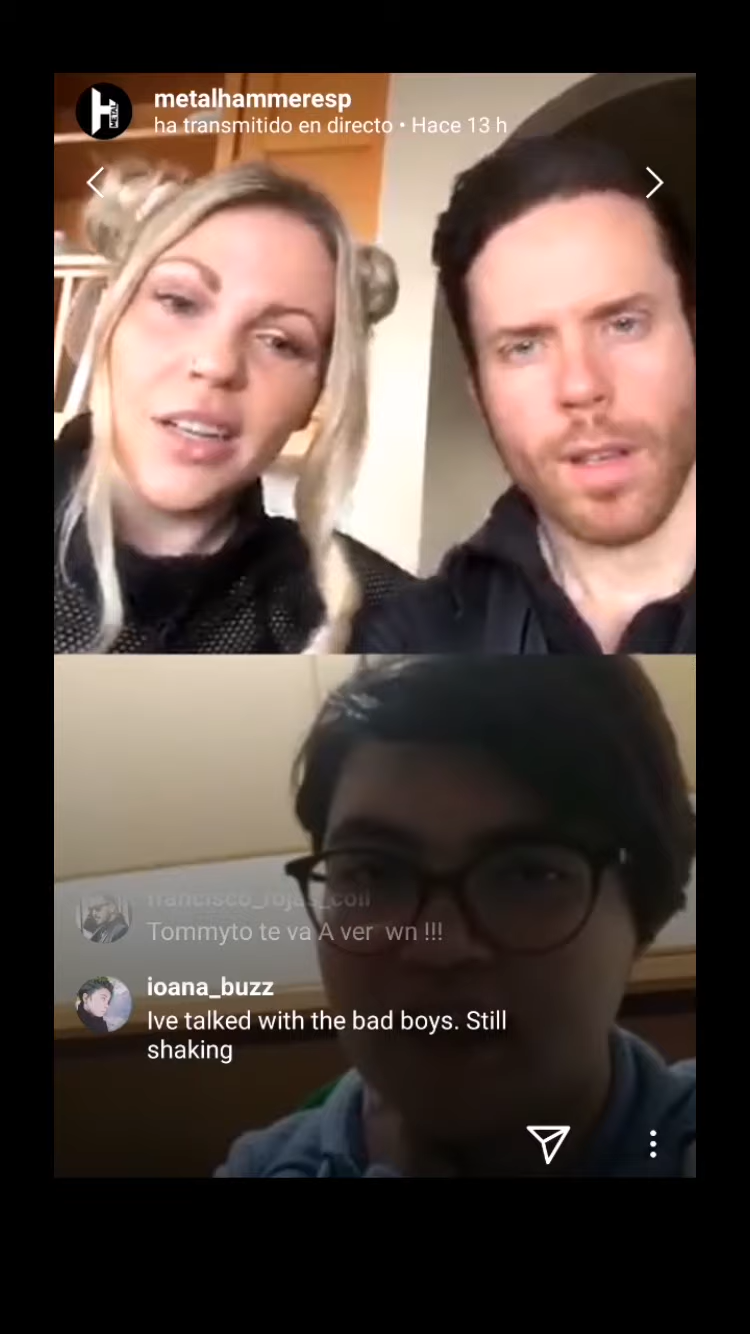 metalhammeresp
ha transmitido en directo • Hace 13 h
francisco_rojas_coll
Tommyto te va A ver wn !!!
ioana_buzz
Ive talked with the bad boys. Still
shaking